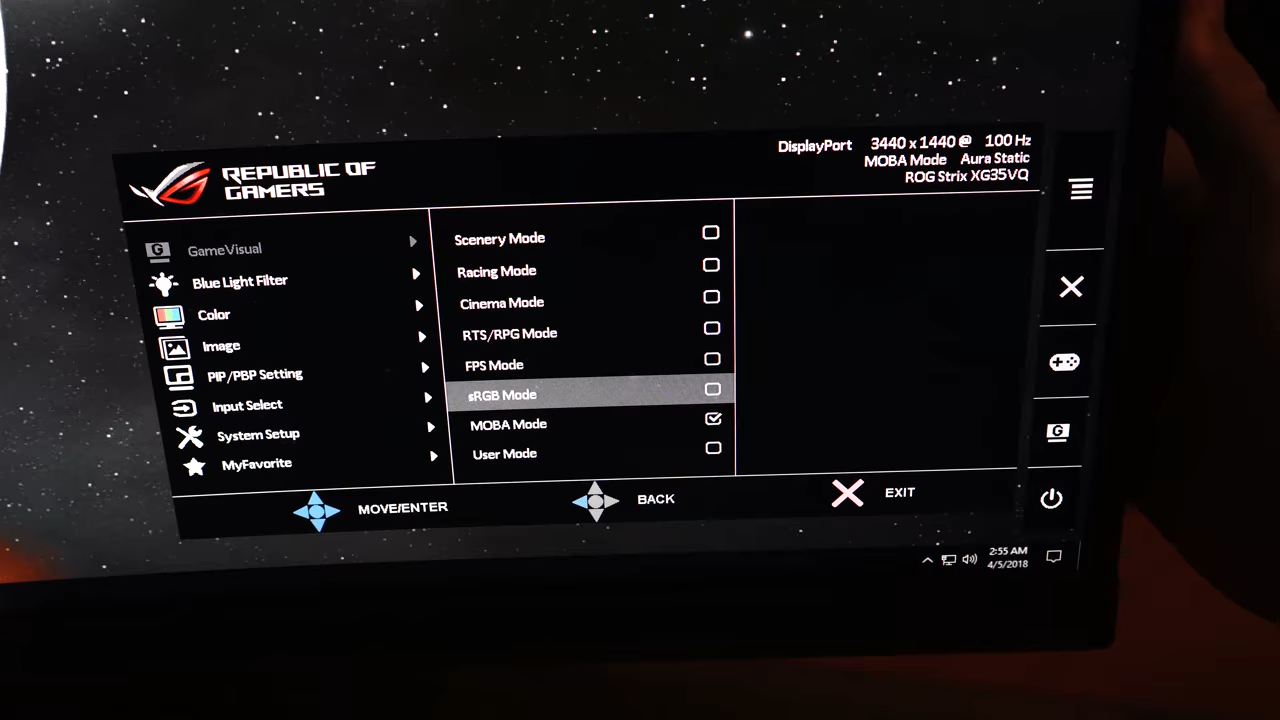 REPUBLIC OF
GAMERS
DisplayPort 3440 x 1440 @ 100 Hz
MOBA Mode Aura Static
ROG Strix XG35VQ
G GameVisual
Blue Light Filter
Color
Image
PIP/PBP Setting
Input Select
System Setup
MyFavorite
Scenery Mode
Racing Mode
Cinema Mode
RTS/RPG Mode
FPS Mode
sRGB Mode
MOBA Mode
User Mode
G
MOVE/ENTER
BACK
EXIT
2:55 AM
4/5/2018